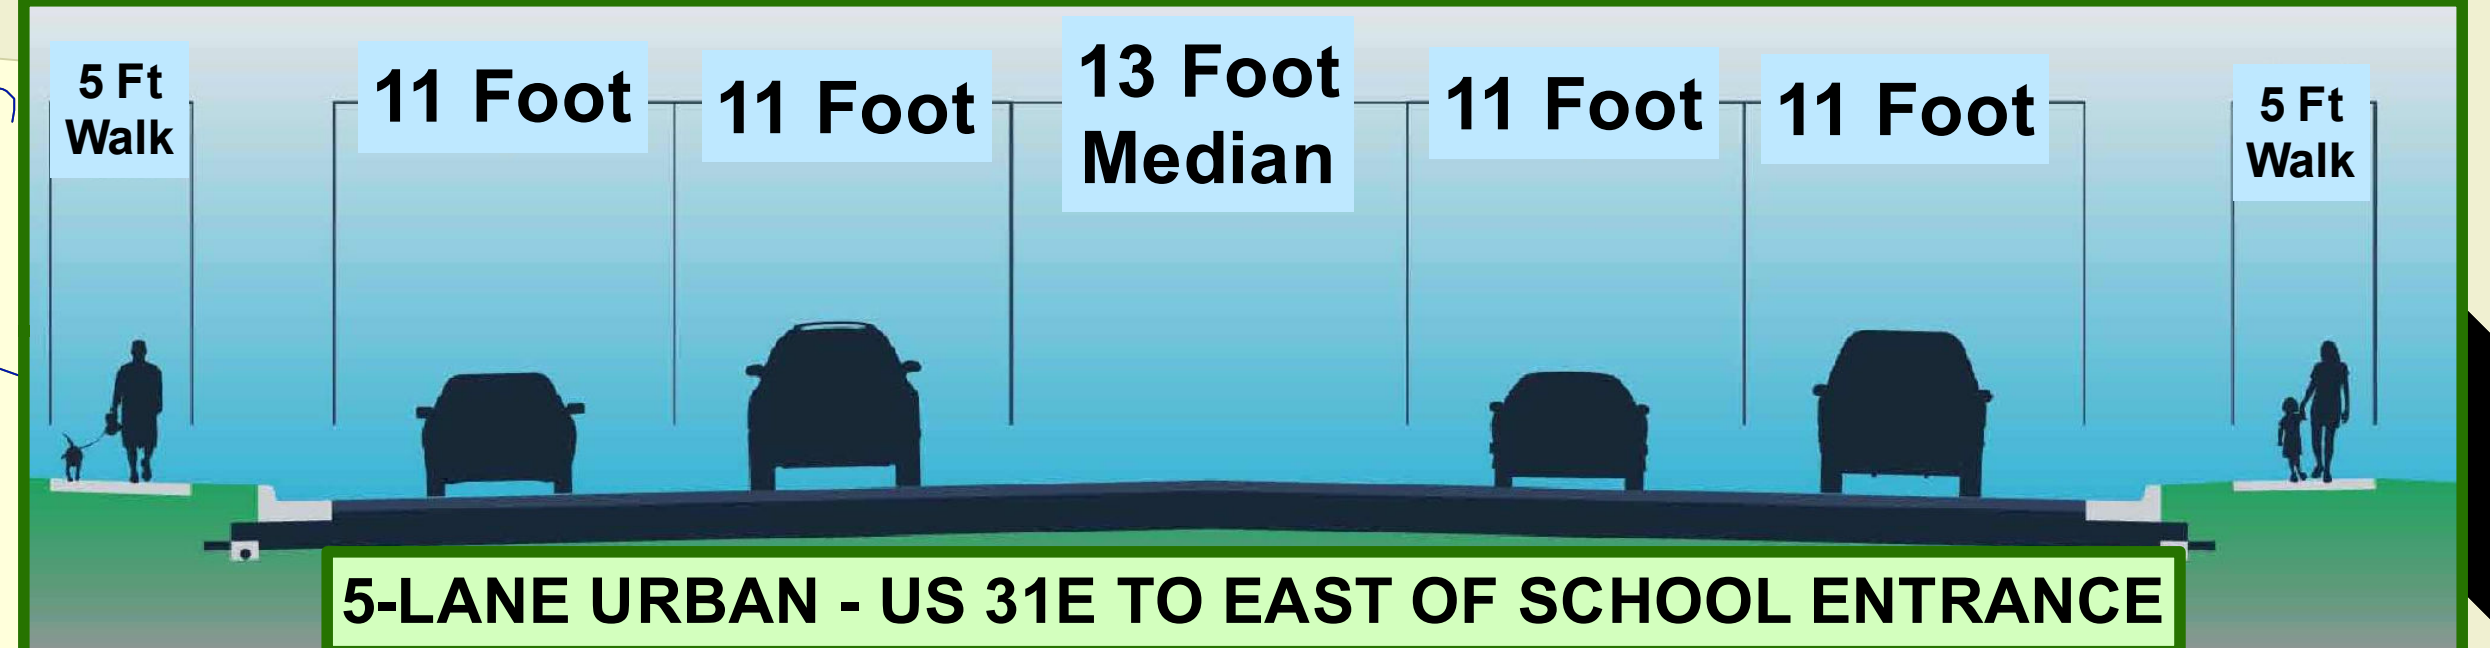 5 Ft
Walk
11 Foot
11 Foot
13 Foot
Median
11 Foot
11 Foot
5 Ft
Walk
5-LANE URBAN - US 31E TO EAST OF SCHOOL ENTRANCE